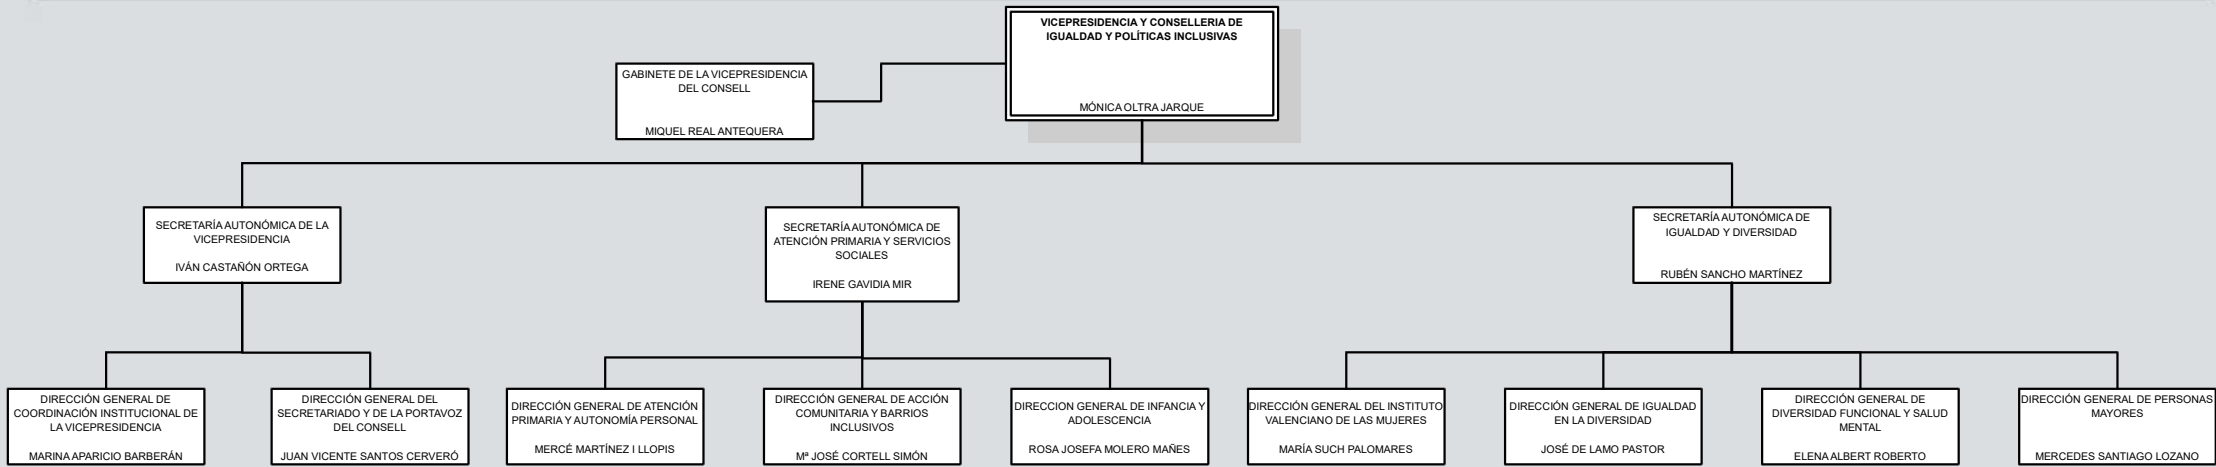 VICEPRESIDENCIA Y CONSELLERIA DE
IGUALDAD Y POLÍTICAS INCLUSIVAS
MÓNICA OLTRA JARQUE
GABINETE DE LA VICEPRESIDENCIA
DEL CONSELL
MIQUEL REAL ANTEQUERA
SECRETARÍA AUTONÓMICA DE LA
VICEPRESIDENCIA
IVÁN CASTAÑÓN ORTEGA
SECRETARÍA AUTONÓMICA DE
ATENCIÓN PRIMARIA Y SERVICIOS
SOCIALES
IRENE GAVIDIA MIR
SECRETARÍA AUTONÓMICA DE
IGUALDAD Y DIVERSIDAD
RUBÉN SANCHO MARTÍNEZ
DIRECCIÓN GENERAL DE
COORDINACIÓN INSTITUCIONAL DE
LA VICEPRESIDENCIA
MARINA APARICIO BARBERÁN
DIRECCIÓN GENERAL DEL
SECRETARIADO Y DE LA PORTAVOZ
DEL CONSELL
JUAN VICENTE SANTOS CERVERÓ
DIRECCIÓN GENERAL DE ATENCIÓN
PRIMARIA Y AUTONOMÍA PERSONAL
MERCÉ MARTÍNEZ I LLOPIS
DIRECCIÓN GENERAL DE ACCIÓN
COMUNITARIA Y BARRIOS
INCLUSIVOS
Mª JOSÉ CORTELL SIMÓN
DIRECCION GENERAL DE INFANCIA Y
ADOLESCENCIA
ROSA JOSEFA MOLERO MAÑES
DIRECCIÓN GENERAL DEL INSTITUTO
VALENCIANO DE LAS MUJERES
MARÍA SUCH PALOMARES
DIRECCIÓN GENERAL DE IGUALDAD
EN LA DIVERSIDAD
JOSÉ DE LAMO PASTOR
DIRECCIÓN GENERAL DE
DIVERSIDAD FUNCIONAL Y SALUD
MENTAL
ELENA ALBERT ROBERTO
DIRECCIÓN GENERAL DE PERSONAS
MAYORES
MERCEDES SANTIAGO LOZANO